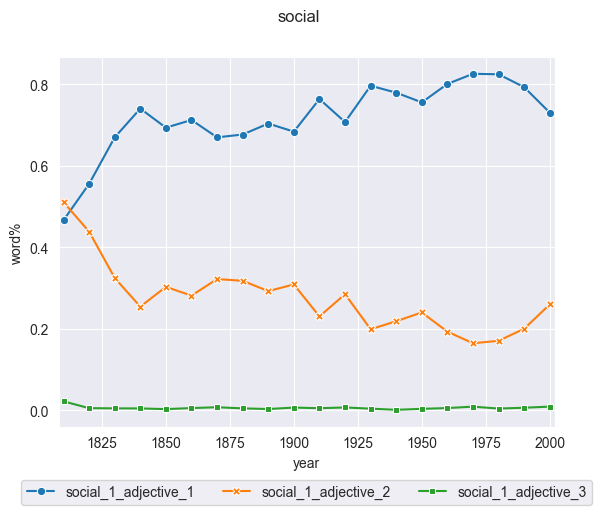 social
0.8
0.6
0.4
0.2
0.0
word%
1825 1850 1875 1900 1925 1950 1975 2000
year
social_1_adjective_1 social_1_adjective_2 social_1_adjective_3